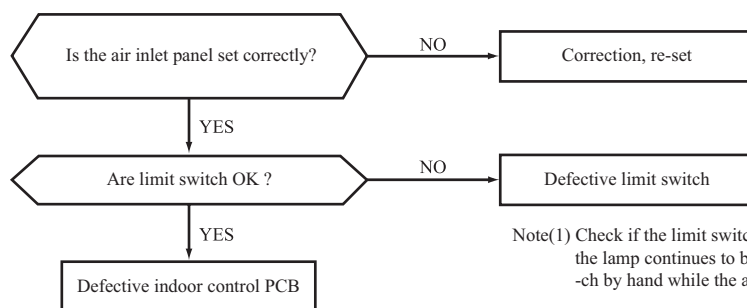 Is the air inlet panel set correctly?
NO
Correction, re-set
YES
Are limit switch OK ?
NO
Defective limit switch
YES
Note(1) Check if the limit
the lamp continues to
-ch by hand while the
Defective indoor control PCB